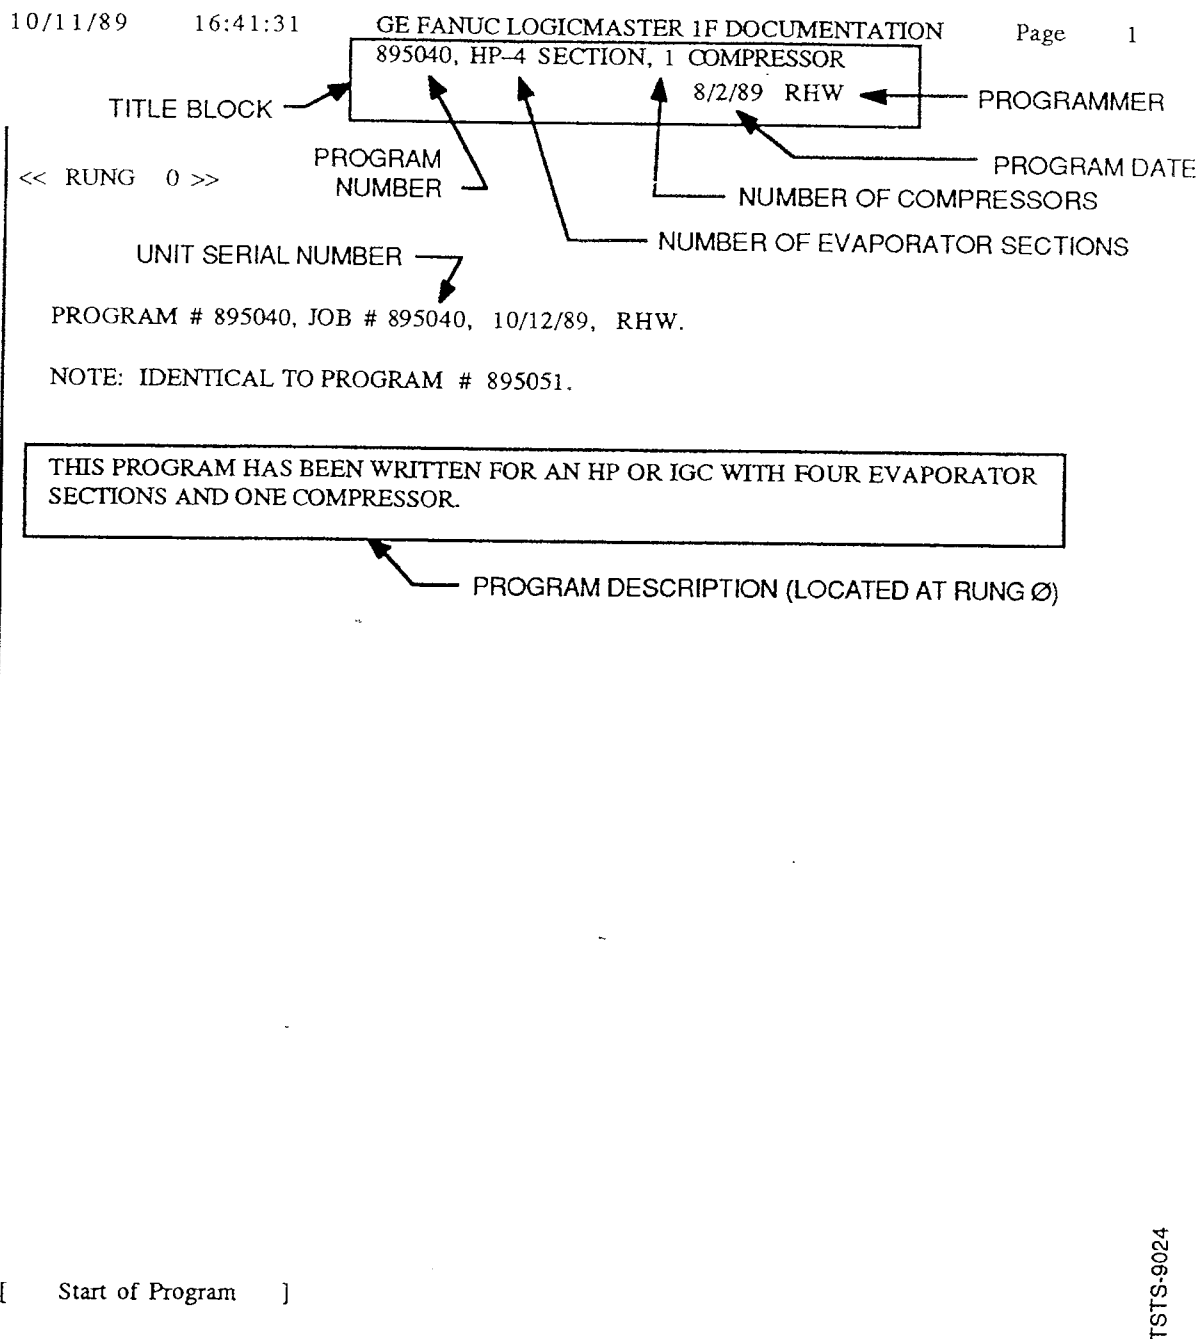 10/11/89 16:41:31 GE FANUC LOGICMASTER 1F DOCUMENTATION Page 1
895040, HP-4 SECTION, 1 COMPRESSOR
8/2/89 RHW
TITLE BLOCK
PROGRAMMER
PROGRAM
NUMBER
PROGRAM DATE
<< RUNG 0 >>
NUMBER OF COMPRESSORS
NUMBER OF EVAPORATOR SECTIONS
UNIT SERIAL NUMBER
PROGRAM # 895040, JOB # 895040, 10/12/89, RHW.
NOTE: IDENTICAL TO PROGRAM # 895051.
THIS PROGRAM HAS BEEN WRITTEN FOR AN HP OR IGC WITH FOUR EVAPORATOR
SECTIONS AND ONE COMPRESSOR.
PROGRAM DESCRIPTION (LOCATED AT RUNG Ø)
[ Start of Program ]
TSTS-9024